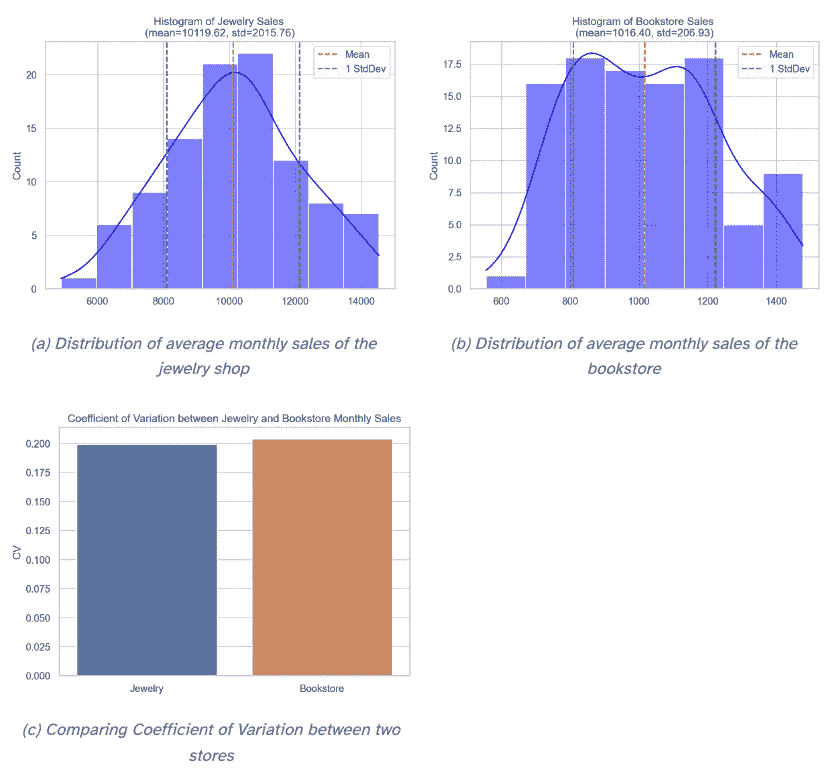 Histogram of Jewelry Sales
(mean=10119.62, std=2015.76)
Mean
1 StdDev
Count
20
15
10
5
0
6000 8000 10000 12000 14000
(a) Distribution of average monthly sales of the
jewelry shop
Histogram of Bookstore Sales
(mean=1016.40, std=206.93)
Mean
1 StdDev
Count
17.5
15.0
12.5
10.0
7.5
5.0
2.5
0.0
600 800 1000 1200 1400
(b) Distribution of average monthly sales of the
bookstore
Coefficient of Variation between Jewelry and Bookstore Monthly Sales
CV
0.200
0.175
0.150
0.125
0.100
0.075
0.050
0.025
0.000
Jewelry Bookstore
(c) Comparing Coefficient of Variation between two
stores